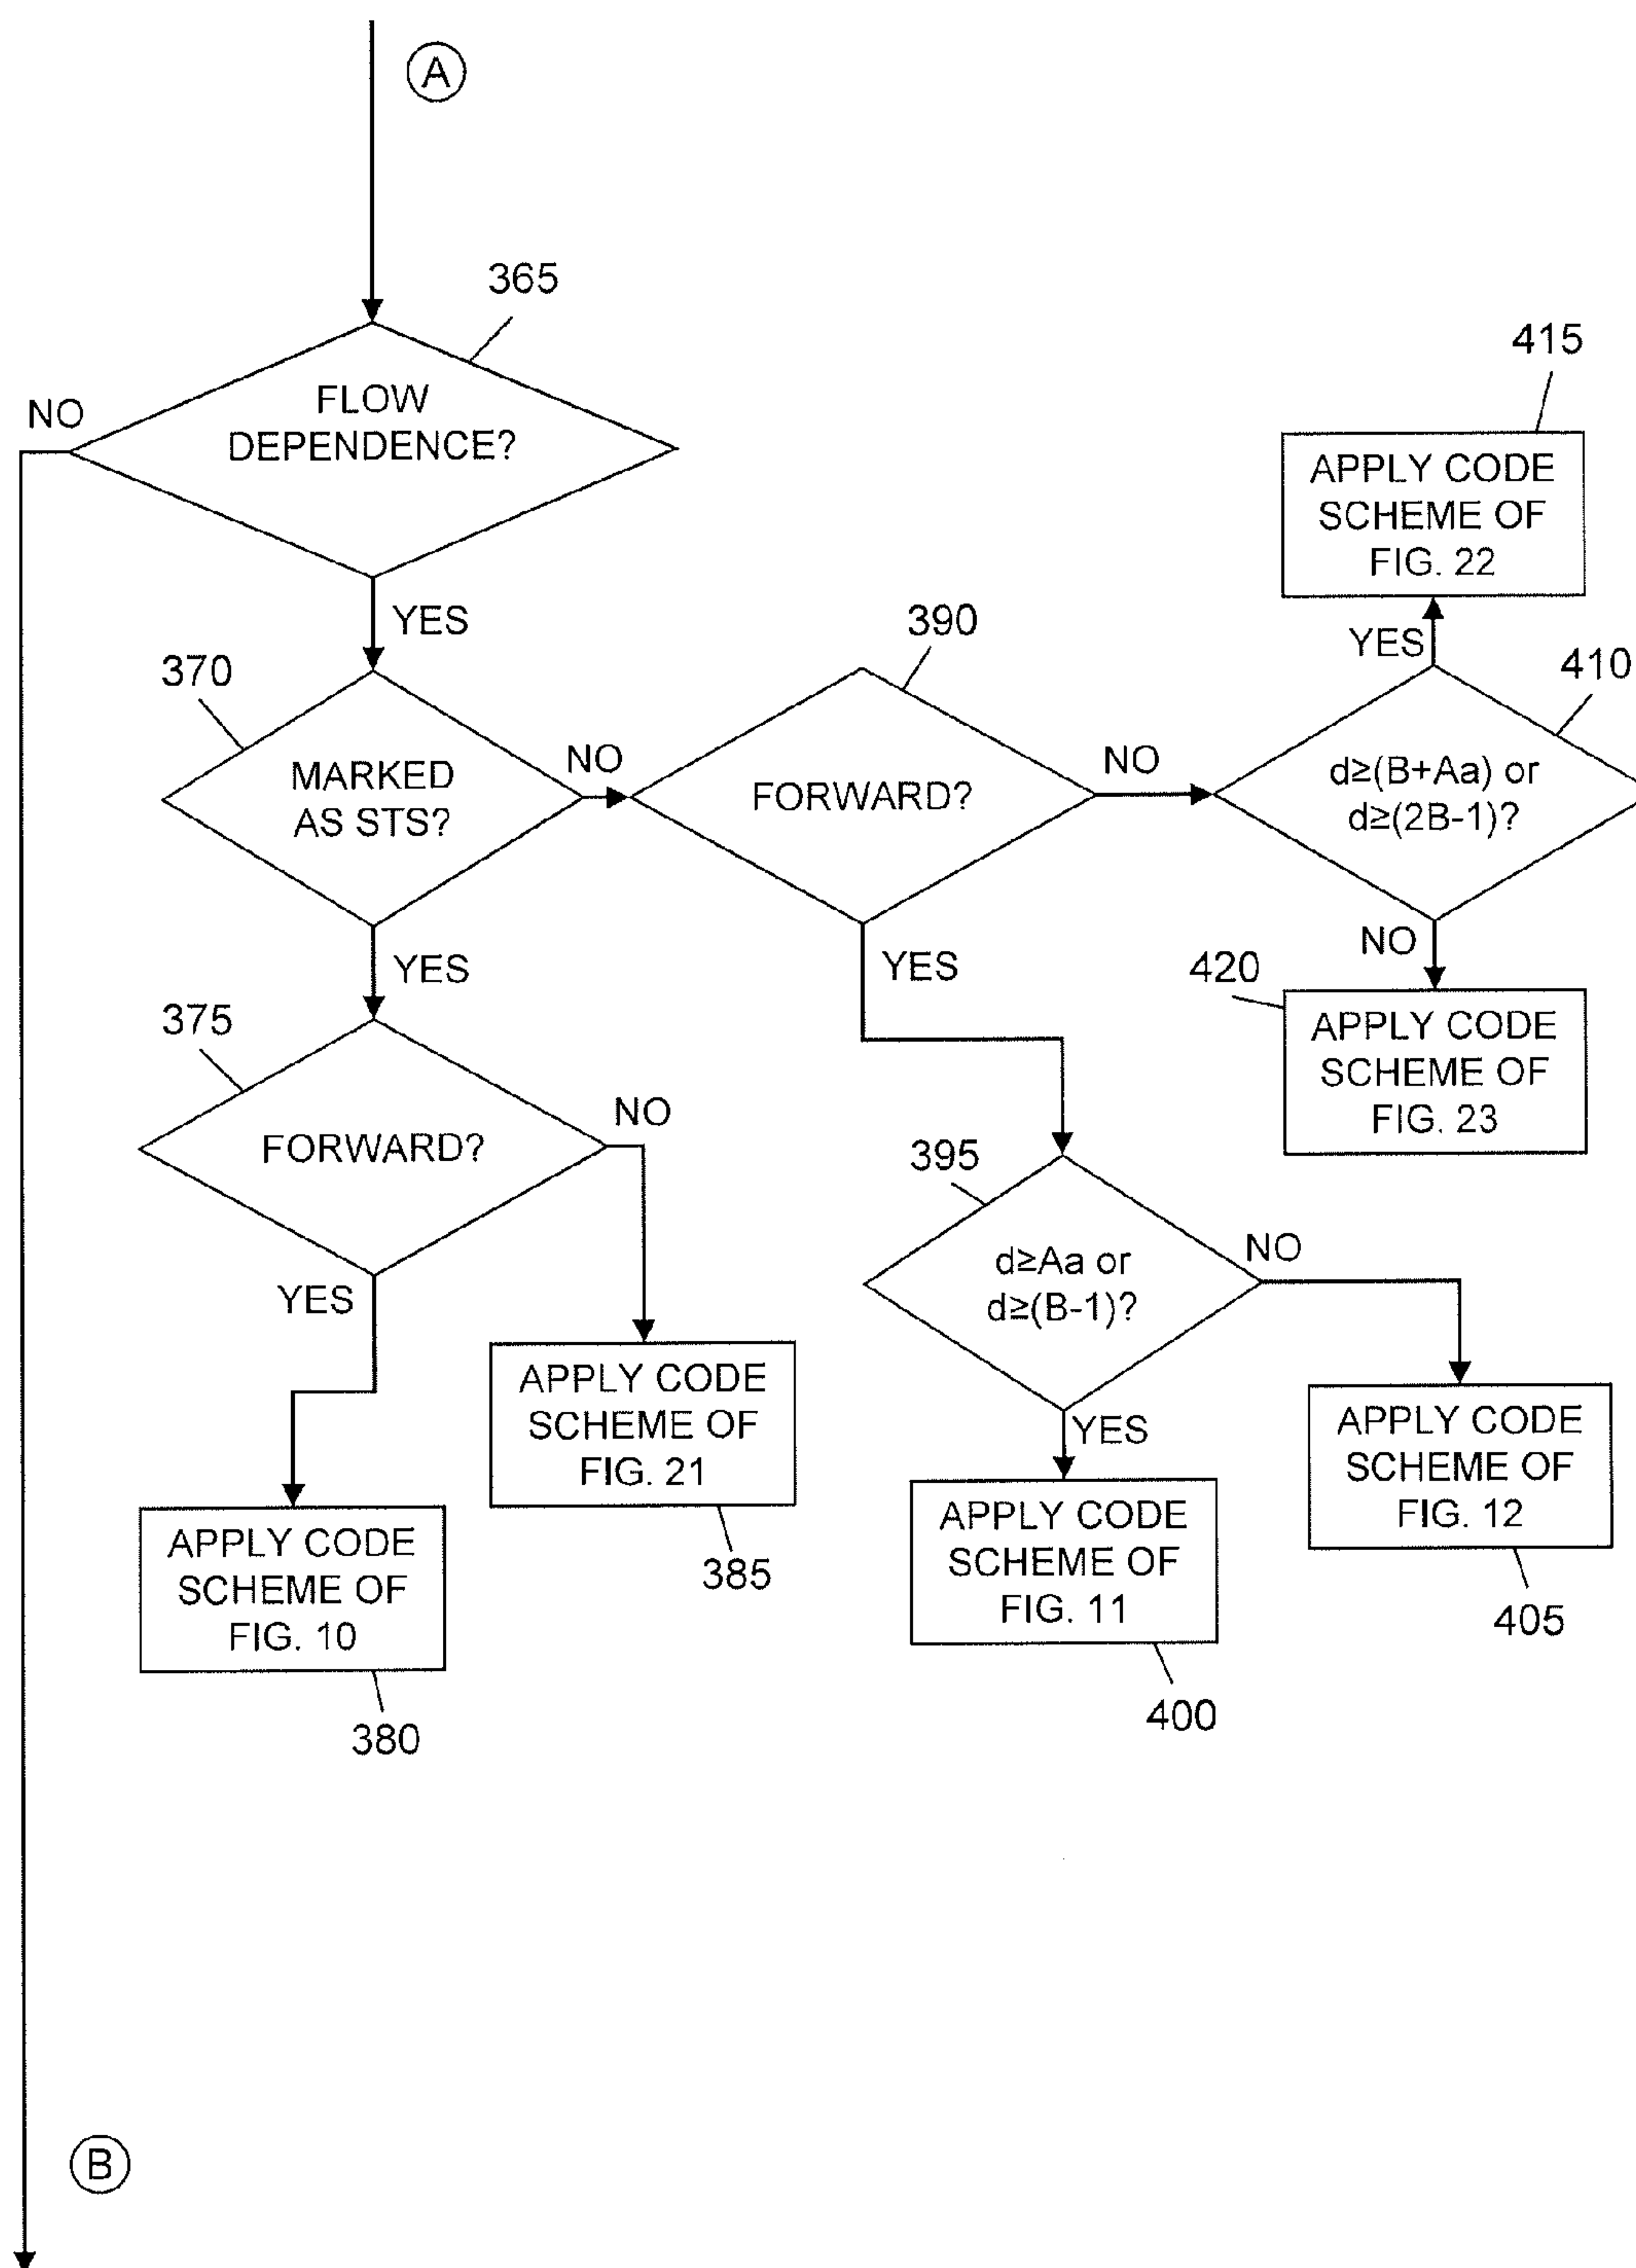 A
365
FLOW
DEPENDENCE?
NO
YES
370
MARKED
AS STS?
NO
YES
390
FORWARD?
NO
YES
415
APPLY CODE
SCHEME OF
FIG. 22
YES
410
d≥(B+Aa) or
d≥(2B-1)?
NO
420
APPLY CODE
SCHEME OF
FIG. 23
375
FORWARD?
NO
YES
395
d≥Aa or
d≥(B-1)?
NO
YES
APPLY CODE
SCHEME OF
FIG. 21
385
APPLY CODE
SCHEME OF
FIG. 10
380
APPLY CODE
SCHEME OF
FIG. 11
400
APPLY CODE
SCHEME OF
FIG. 12
405
B